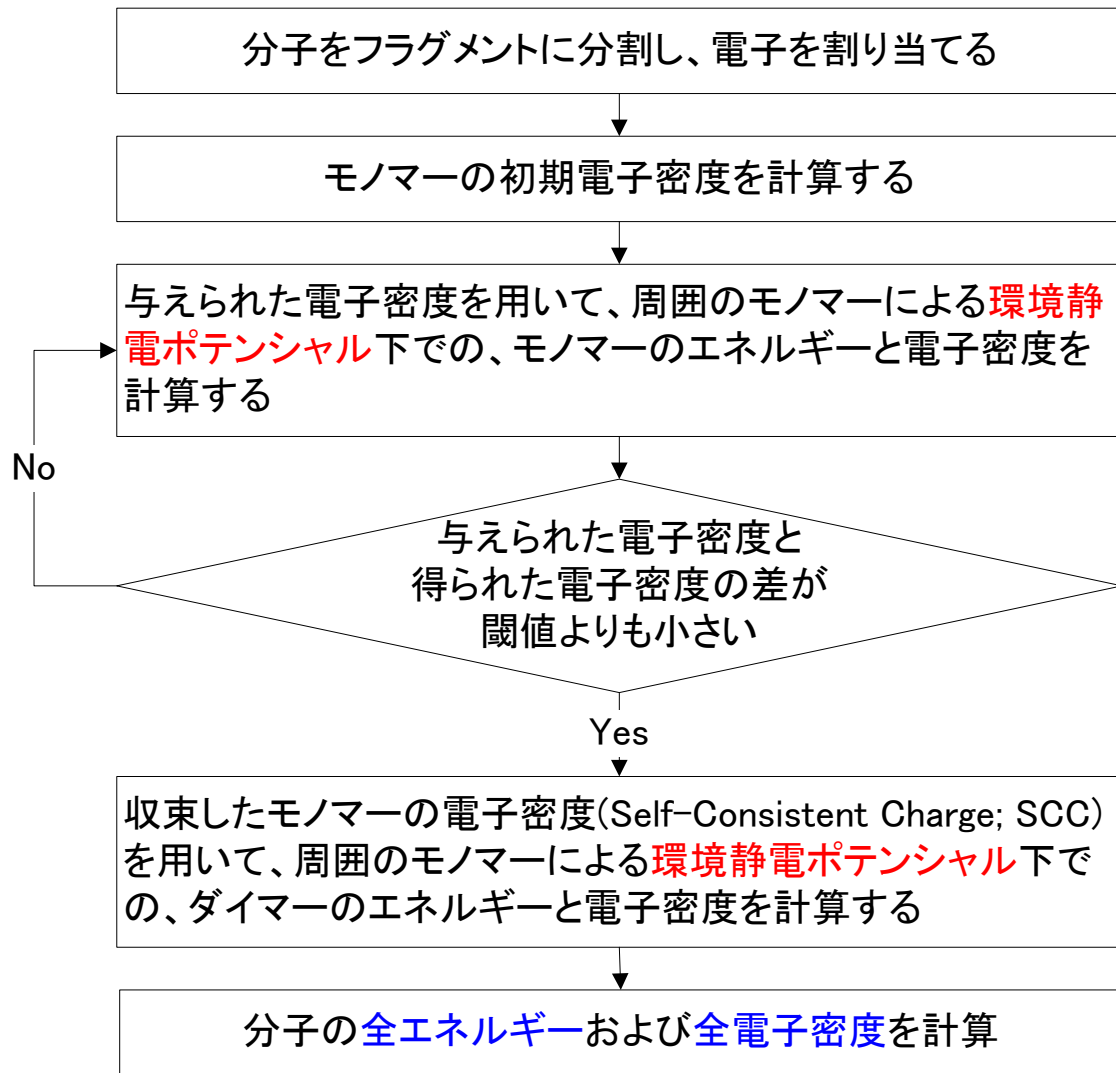 分子をフラグメントに分割し、電子を割り当てる
モノマーの初期電子密度を計算する
与えられた電子密度を用いて、周囲のモノマーによる環境静
電ポテンシャル下での、モノマーのエネルギーと電子密度を
計算する
No
与えられた電子密度と
得られた電子密度の差が
閾値よりも小さい
Yes
収束したモノマーの電子密度(Self-Consistent Charge; SCC)
を用いて、周囲のモノマーによる環境静電ポテンシャル下で
の、ダイマーのエネルギーと電子密度を計算する
分子の全エネルギーおよび全電子密度を計算